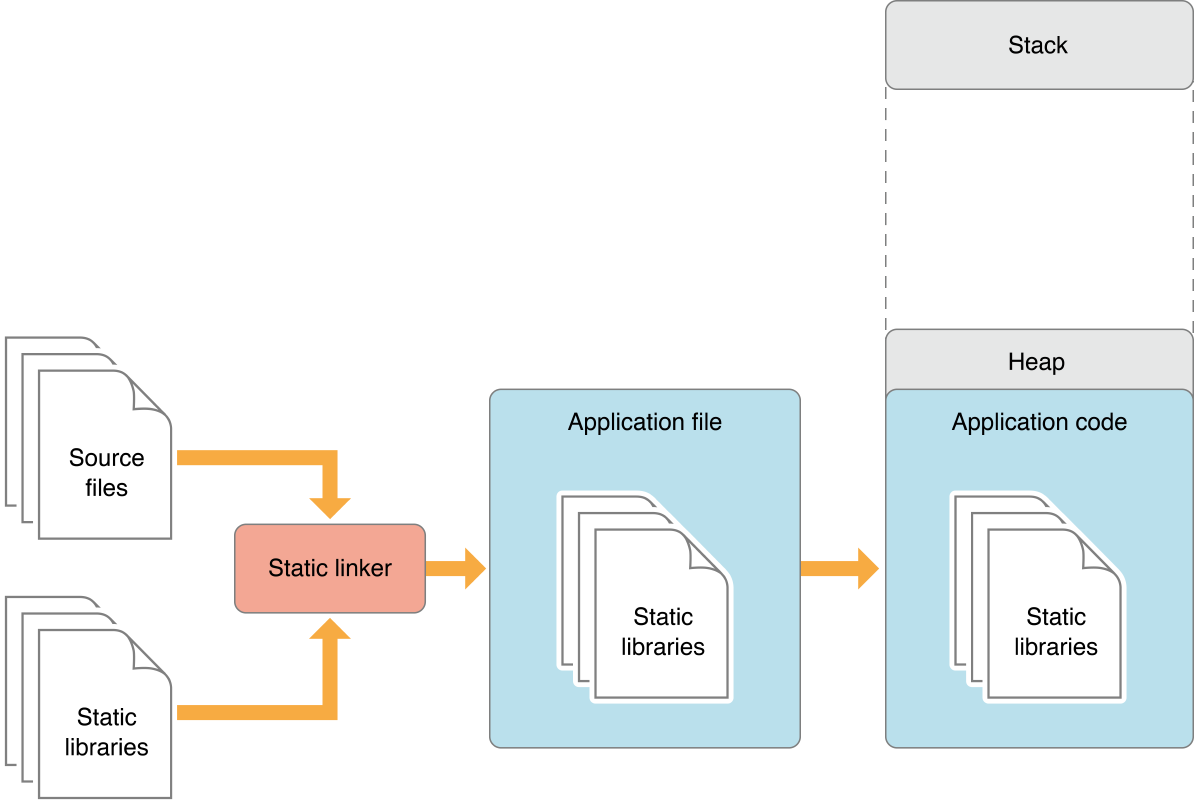 Stack
Heap
Application file
Application code
Source
files
Static linker
Static
libraries
Static
libraries
Static
libraries